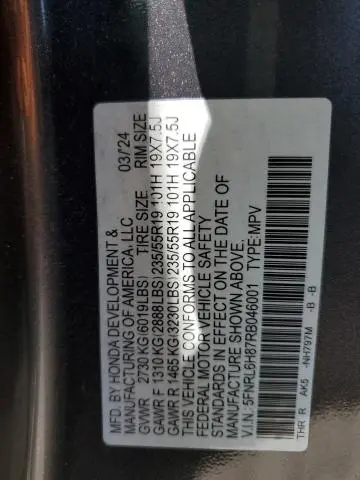 MFD. BY HONDA DEVELOPMENT &
MANUFACTURING OF AMERICA, LLC 03/24
GVWR 2730 KG(6019LBS) TIRE SIZE RIM SIZE
GAWR F 1310 KG(2888LBS)235/55R19 101H 19X7.5J
GAWR R 1465 KG(3230LBS)235/55R19 101H 19X7.5J
THIS VEHICLE CONFORMS TO ALL APPLICABLE
FEDERAL MOTOR VEHICLE SAFETY
STANDARDS IN EFFECT ON THE DATE OF
MANUFACTURE SHOWN ABOVE.
V.I.N.: 5FNRL6H87RB046001 TYPE:MPV
THR R AK5 -NH797M -B -B